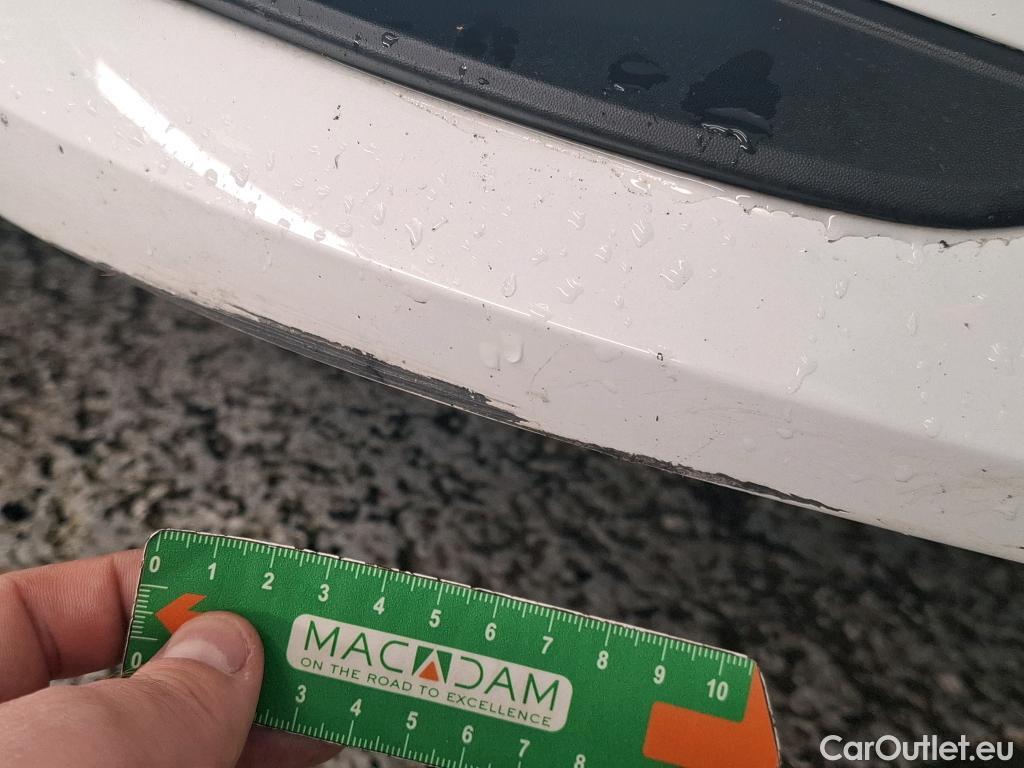 0 1 2 3 4 5 6 7 8 9 10
MACADAM
ON THE ROAD TO EXCELLENCE
0 3 4 5 6 7 8
CarOutlet.eu